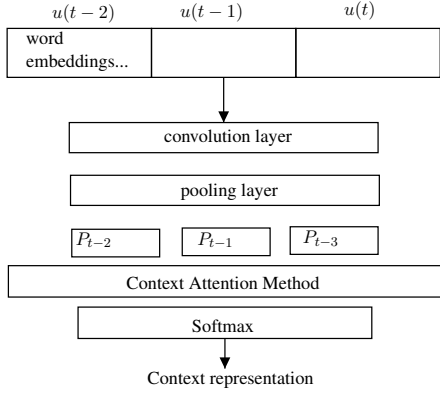 u(t − 2) u(t − 1) u(t)
word
embeddings...
convolution layer
pooling layer
P_{t−2} P_{t−1} P_{t−3}
Context Attention Method
Softmax
Context representation